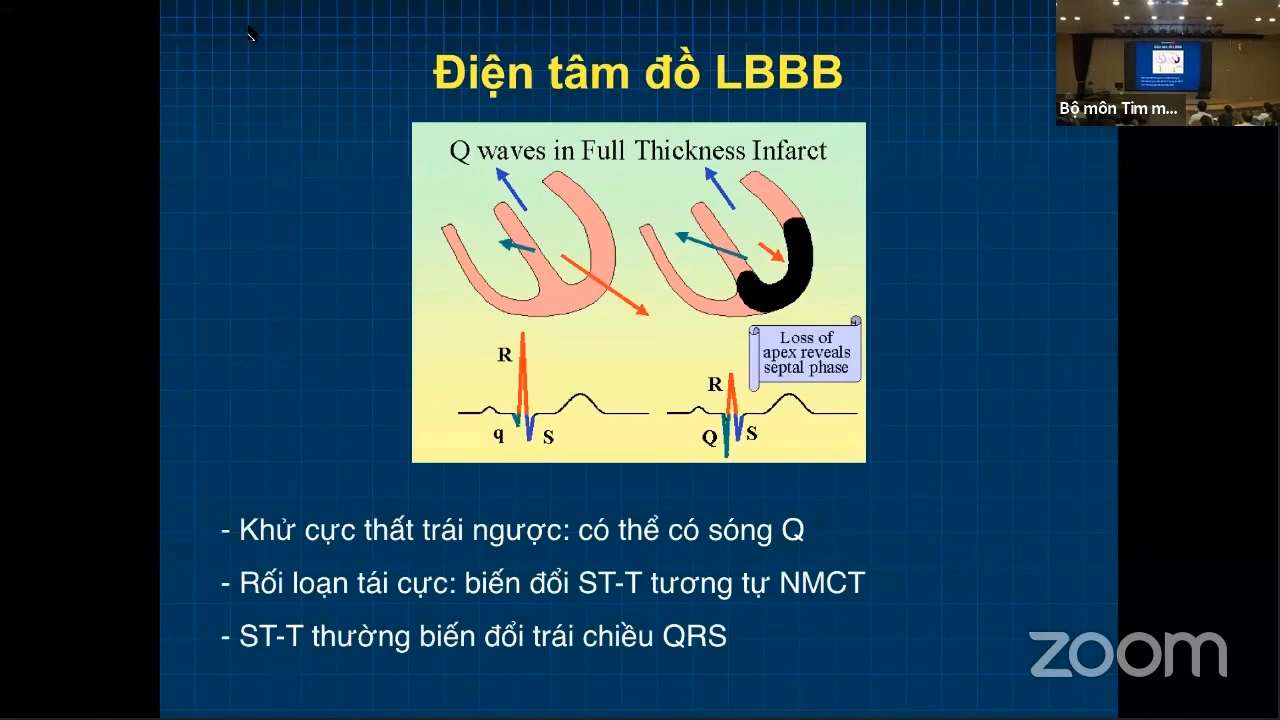 Điện tâm đồ LBBB
Bộ môn Tim m...
Q waves in Full Thickness Infarct
Loss of
apex reveals
septal phase
R
q
S
R
Q
S
- Khử cực thất trái ngược: có thể có sóng Q
- Rối loạn tái cực: biến đổi ST-T tương tự NMCT
- ST-T thường biến đổi trái chiều QRS
zoom